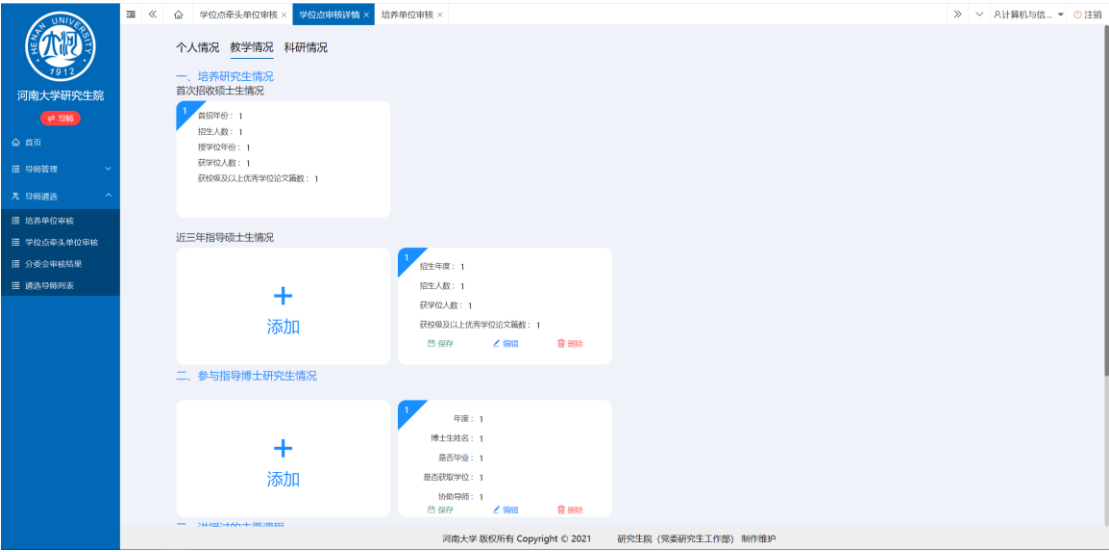 HENAN UNIVERSITY
1912
河南大学研究生院
导师
首页
导师管理
导师遴选
培养单位审核
学位点牵头单位审核
分委会审核结果
遴选导师列表
学位点牵头单位审核 × 学位点审核详情 × 培养单位审核 ×
计算机与信... 注销
个人情况 教学情况 科研情况
一、培养研究生情况
首次招收硕士生情况
1
首招年份： 1
招生人数： 1
授学位年份： 1
获学位人数： 1
获校级及以上优秀学位论文篇数： 1
近三年指导硕士生情况
添加
1
招生年度： 1
招生人数： 1
获学位人数： 1
获校级及以上优秀学位论文篇数： 1
保存 编辑 删除
二、参与指导博士研究生情况
添加
1
年度： 1
博士生姓名： 1
是否毕业： 1
是否获取学位： 1
协助导师： 1
保存 编辑 删除
河南大学 版权所有 Copyright © 2021 研究生院（党委研究生工作部） 制作维护